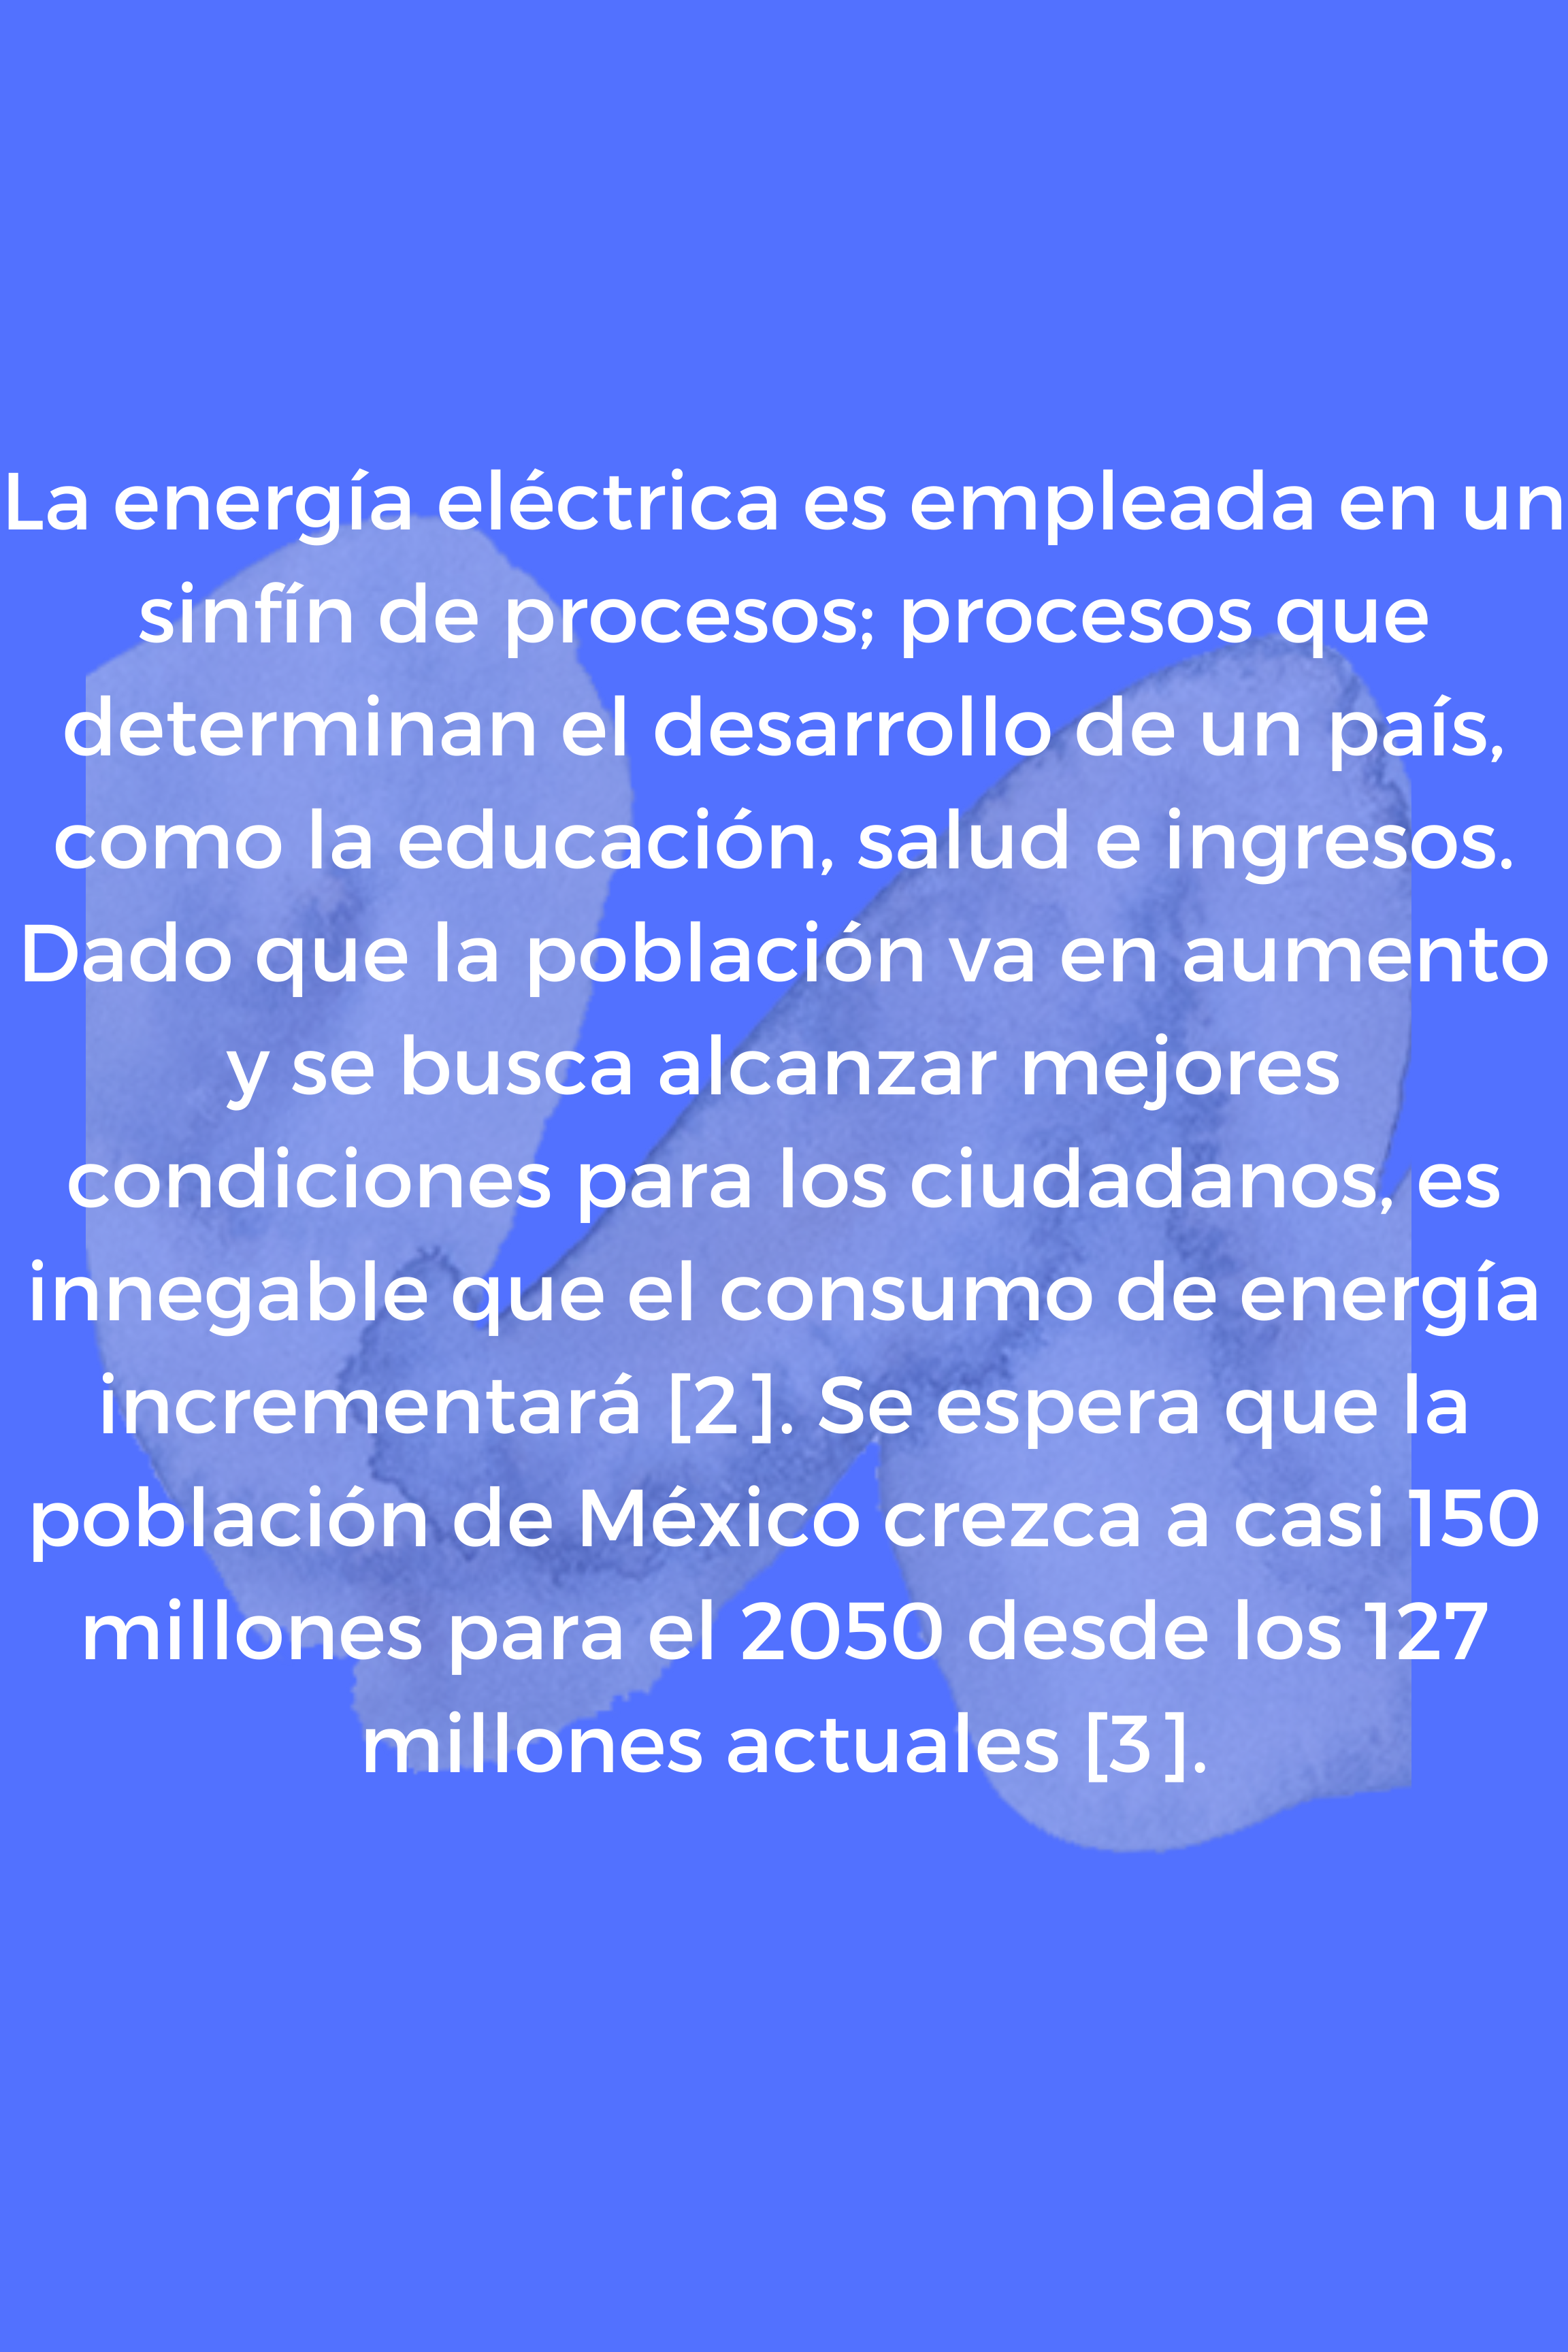 La energía eléctrica es empleada en un
sinfín de procesos; procesos que
determinan el desarrollo de un país,
como la educación, salud e ingresos.
Dado que la población va en aumento
y se busca alcanzar mejores
condiciones para los ciudadanos, es
innegable que el consumo de energía
incrementará [2]. Se espera que la
población de México crezca a casi 150
millones para el 2050 desde los 127
millones actuales [3].